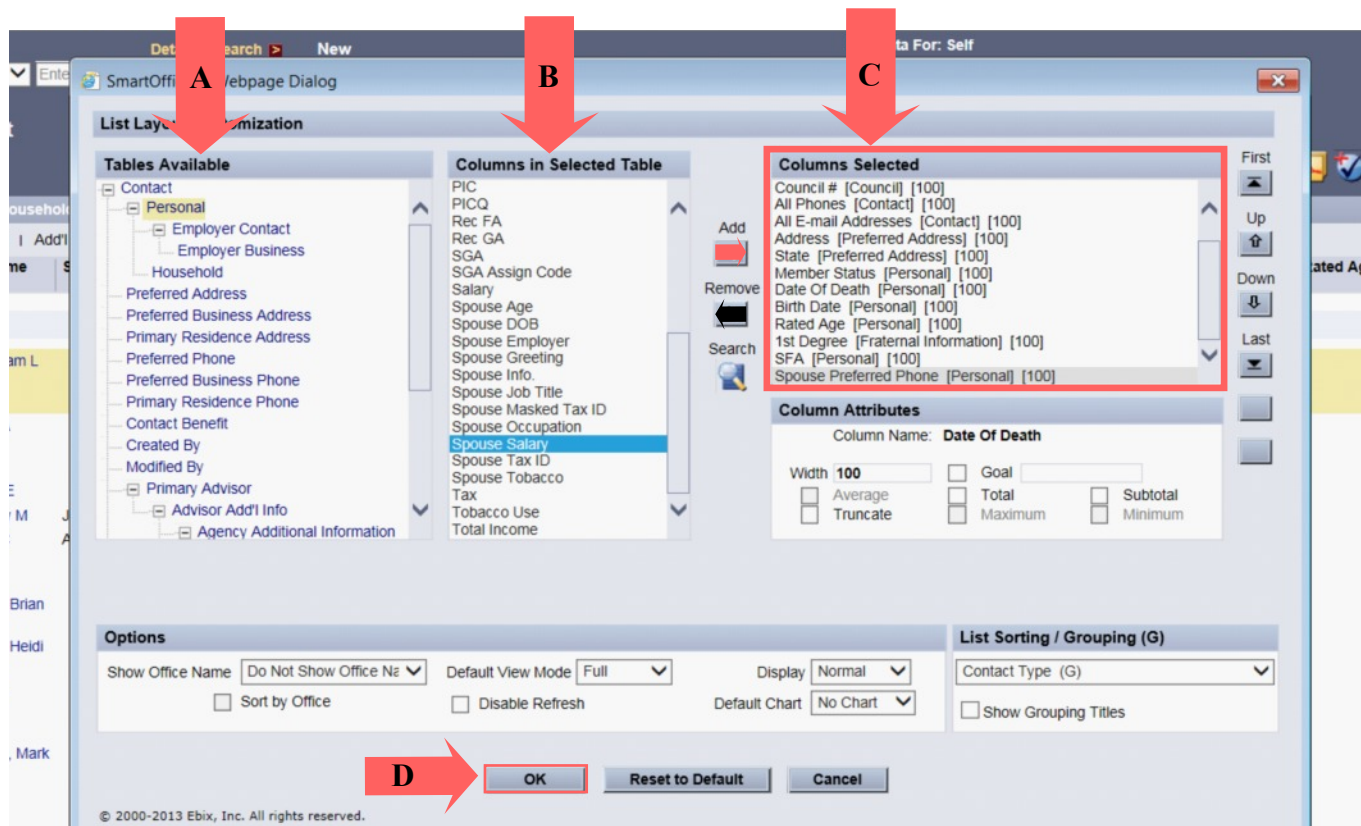 Det
arch
New
ta For: Self
Ente
A
B
C
SmartOffi
Webpage Dialog
List Lay
mization
Tables Available
Contact
Personal
Employer Contact
Employer Business
Household
Preferred Address
Preferred Business Address
Primary Residence Address
Preferred Phone
Preferred Business Phone
Primary Residence Phone
Contact Benefit
Created By
Modified By
Primary Advisor
Advisor Add'l Info
Agency Additional Information
Columns in Selected Table
PIC
PICQ
Rec FA
Rec GA
SGA
SGA Assign Code
Salary
Spouse Age
Spouse DOB
Spouse Employer
Spouse Greeting
Spouse Info.
Spouse Job Title
Spouse Masked Tax ID
Spouse Occupation
Spouse Salary
Spouse Tax ID
Spouse Tobacco
Tax
Tobacco Use
Total Income
Add
Remove
Search
Columns Selected
Council # [Council] [100]
All Phones [Contact] [100]
All E-mail Addresses [Contact] [100]
Address [Preferred Address] [100]
State [Preferred Address] [100]
Member Status [Personal] [100]
Date Of Death [Personal] [100]
Birth Date [Personal] [100]
Rated Age [Personal] [100]
1st Degree [Fraternal Information] [100]
SFA [Personal] [100]
Spouse Preferred Phone [Personal] [100]
First
Up
Down
Last
Column Attributes
Column Name: Date Of Death
Width 100 Goal
Average Total Subtotal
Truncate Maximum Minimum
ousehol
| Add'l
me S
ated Ag
am L
M J
A
Brian
Heidi
, Mark
Options
Show Office Name Do Not Show Office Na Default View Mode Full Display Normal
Sort by Office Disable Refresh Default Chart No Chart
List Sorting / Grouping (G)
Contact Type (G)
Show Grouping Titles
D
OK Reset to Default Cancel
© 2000-2013 Ebix, Inc. All rights reserved.